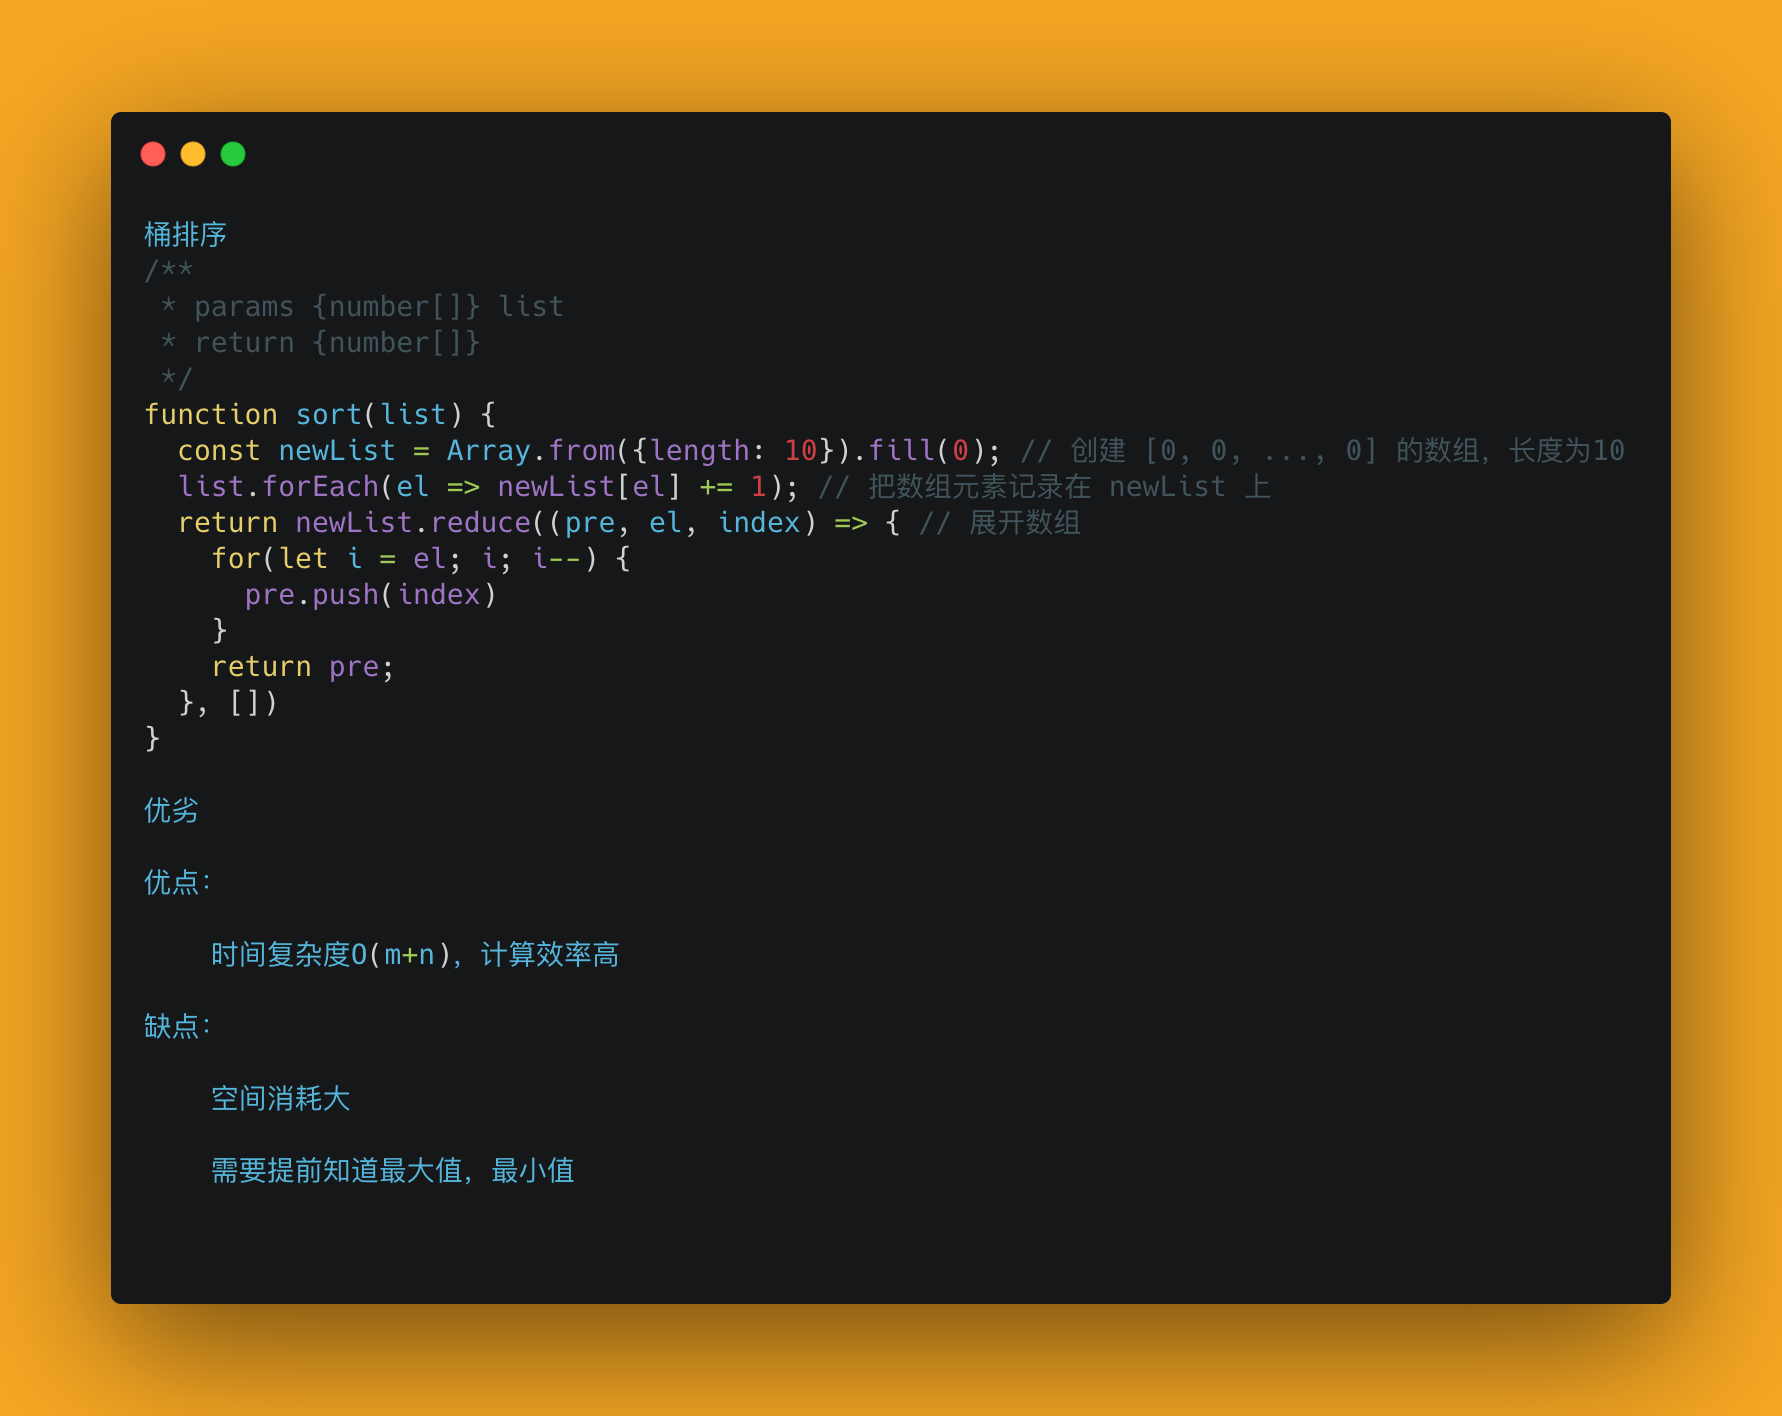 桶排序
/**
 * params {number[]} list
 * return {number[]}
 */
function sort(list) {
  const newList = Array.from({length: 10}).fill(0); // 创建 [0, 0, ..., 0] 的数组，长度为10
  list.forEach(el => newList[el] += 1); // 把数组元素记录在 newList 上
  return newList.reduce((pre, el, index) => { // 展开数组
    for(let i = el; i; i--) {
      pre.push(index)
    }
    return pre;
  }, [])
}
优劣
优点：
    时间复杂度O(m+n)，计算效率高
缺点：
    空间消耗大
    需要提前知道最大值，最小值